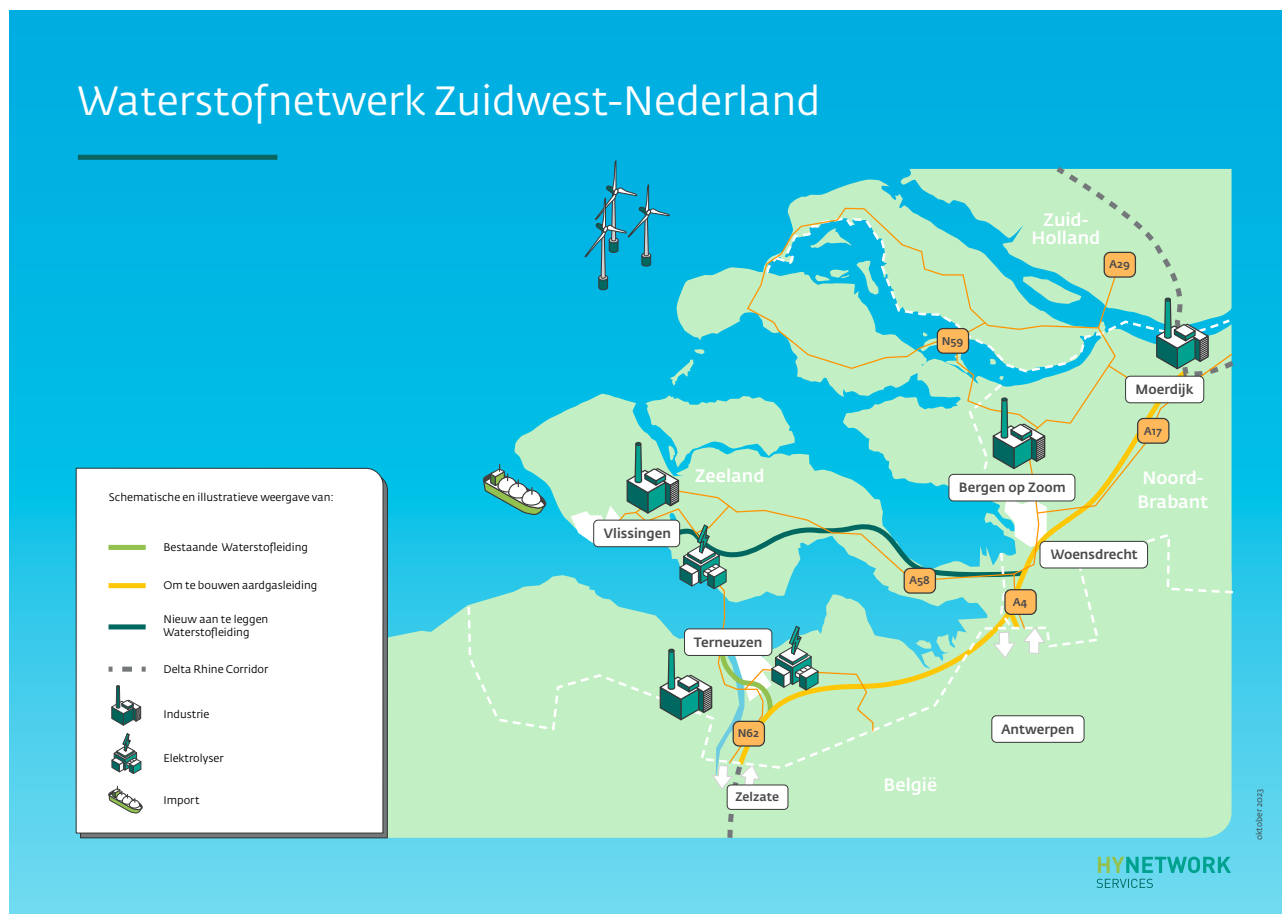 Waterstofnetwerk Zuidwest-Nederland
Zuid-
Holland
A29
N59
Moerdijk
A17
Zeeland
Bergen op Zoom
Noord-
Brabant
Vlissingen
Woensdrecht
A58
A4
Terneuzen
N62
Antwerpen
België
Zelzate
Schematische en illustratieve weergave van:
Bestaande Waterstofleiding
Om te bouwen aardgasleiding
Nieuw aan te leggen
Waterstofleiding
Delta Rhine Corridor
Industrie
Elektrolyser
Import
oktober 2023
HYNETWORK
SERVICES